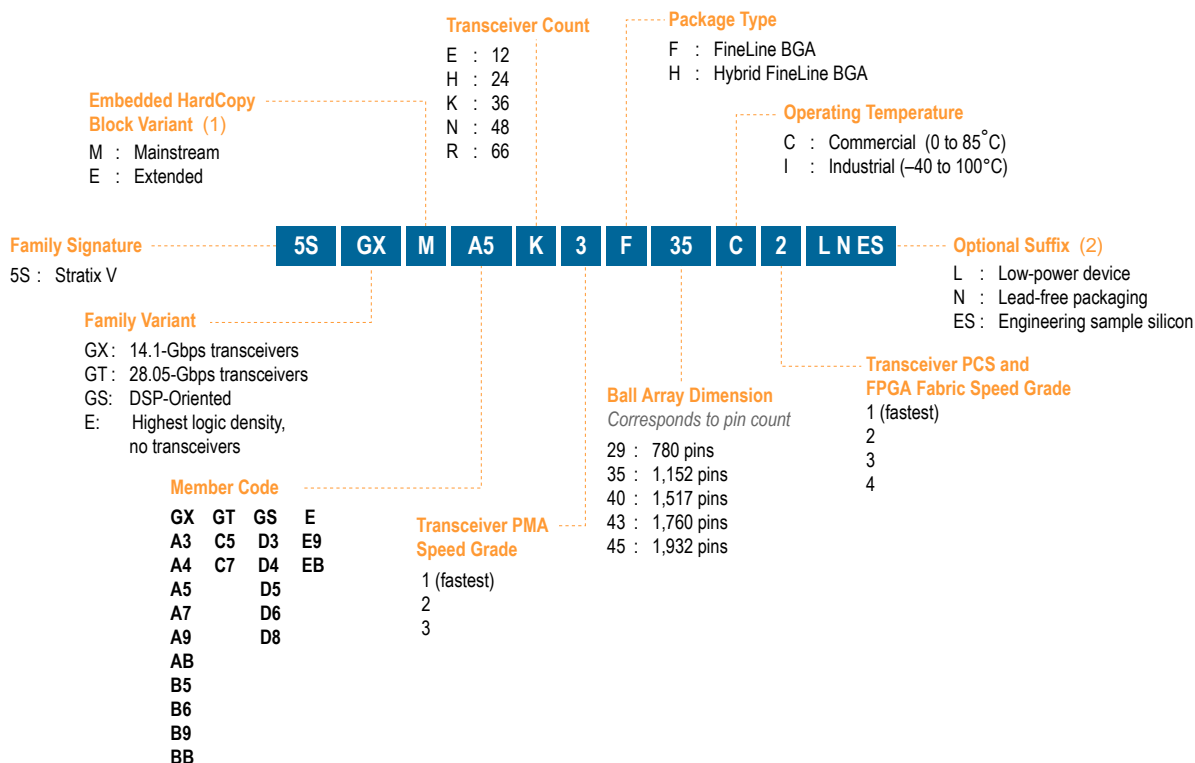 Transceiver Count
E : 12
H : 24
K : 36
N : 48
R : 66
Package Type
F : FineLine BGA
H : Hybrid FineLine BGA
Embedded HardCopy
Block Variant (1)
M : Mainstream
E : Extended
Operating Temperature
C : Commercial (0 to 85°C)
I : Industrial (–40 to 100°C)
Family Signature
5S : Stratix V
5S GX M A5 K 3 F 35 C 2 L N ES
Optional Suffix (2)
L : Low-power device
N : Lead-free packaging
ES : Engineering sample silicon
Family Variant
GX : 14.1-Gbps transceivers
GT : 28.05-Gbps transceivers
GS: DSP-Oriented
E: Highest logic density,
no transceivers
Member Code
GX GT GS E
A3 C5 D3 E9
A4 C7 D4 EB
A5 D5
A7 D6
A9 D8
AB
B5
B6
B9
BB
Transceiver PMA
Speed Grade
1 (fastest)
2
3
Ball Array Dimension
Corresponds to pin count
29 : 780 pins
35 : 1,152 pins
40 : 1,517 pins
43 : 1,760 pins
45 : 1,932 pins
Transceiver PCS and
FPGA Fabric Speed Grade
1 (fastest)
2
3
4